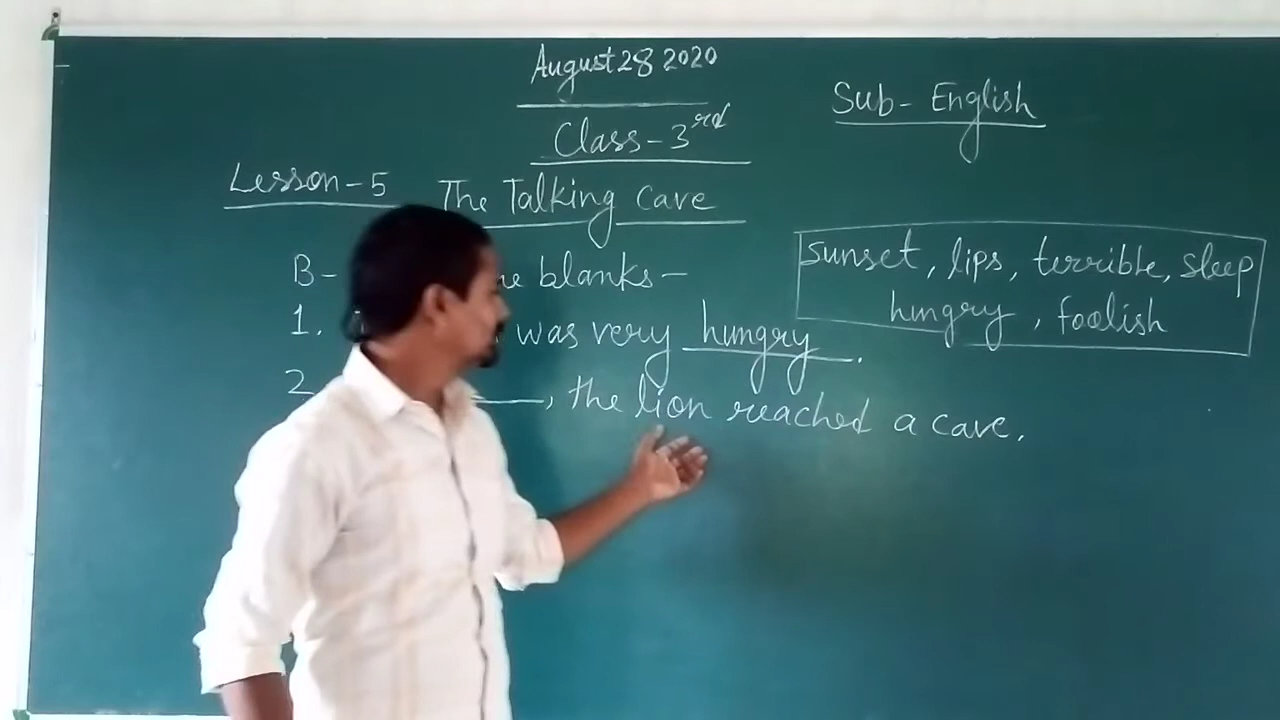 August 28 2020
Sub- English
Class-3rd
Lesson-5 The Talking Cave
sunset, lips, terrible, sleep
hungry, foolish
B- blanks-
1. was very hungry.
2 , the lion reached a cave.